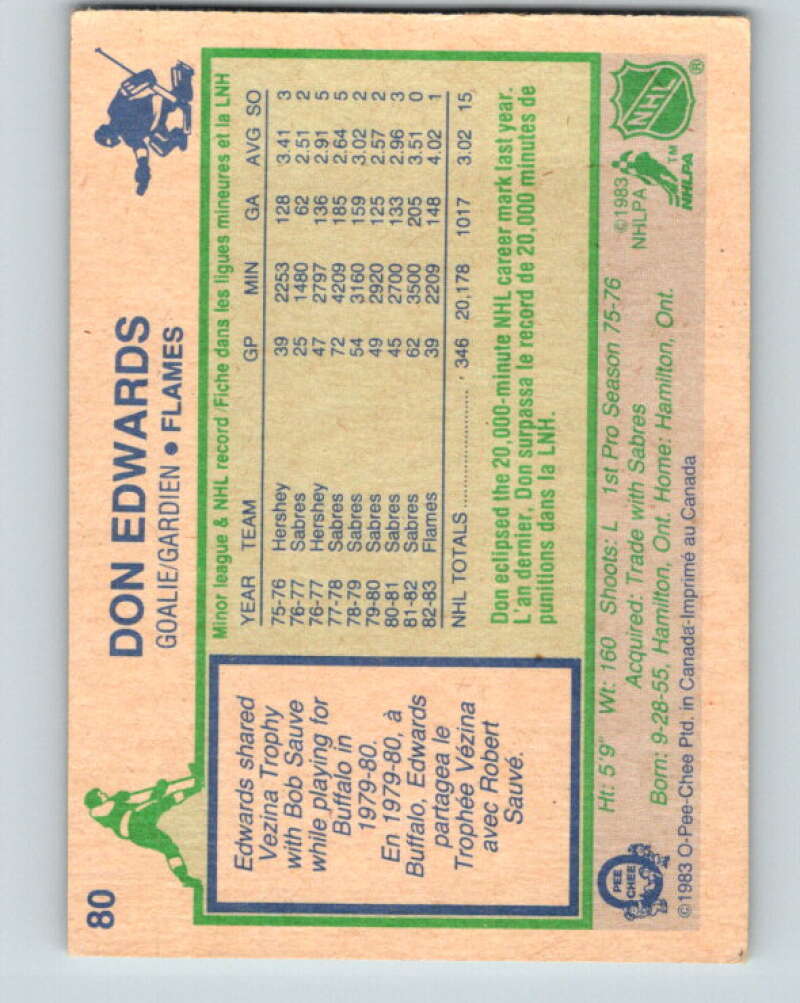 80
DON EDWARDS
GOALIE/GARDIEN • FLAMES
Edwards shared
Vezina Trophy
with Bob Sauve
while playing for
Buffalo in
1979-80.
En 1979-80, à
Buffalo, Edwards
partagea le
Trophée Vézina
avec Robert
Sauvé.
Minor league & NHL record/Fiche dans les ligues mineures et la LNH
YEAR TEAM GP MIN GA AVG SO
75-76 Hershey 39 2253 128 3.41 3
76-77 Sabres 25 1480 62 2.51 2
76-77 Hershey 47 2797 136 2.91 5
77-78 Sabres 72 4209 185 2.64 5
78-79 Sabres 54 3160 159 3.02 2
79-80 Sabres 49 2920 125 2.57 2
80-81 Sabres 45 2700 133 2.96 3
81-82 Sabres 62 3500 205 3.51 0
82-83 Flames 39 2209 148 4.02 1
NHL TOTALS 346 20,178 1017 3.02 15
Don eclipsed the 20,000-minute NHL career mark last year.
L'an dernier, Don surpassa le record de 20,000 minutes de
punitions dans la LNH.
Ht: 5'9" Wt: 160 Shoots: L 1st Pro Season 75-76
Acquired: Trade with Sabres
Born: 9-28-55, Hamilton, Ont. Home: Hamilton, Ont.
©1983 O-Pee-Chee Ptd. in Canada-Imprimé au Canada
PEE
CHEE
©1983
NHLPA
NHLPA
TM
NHL
®